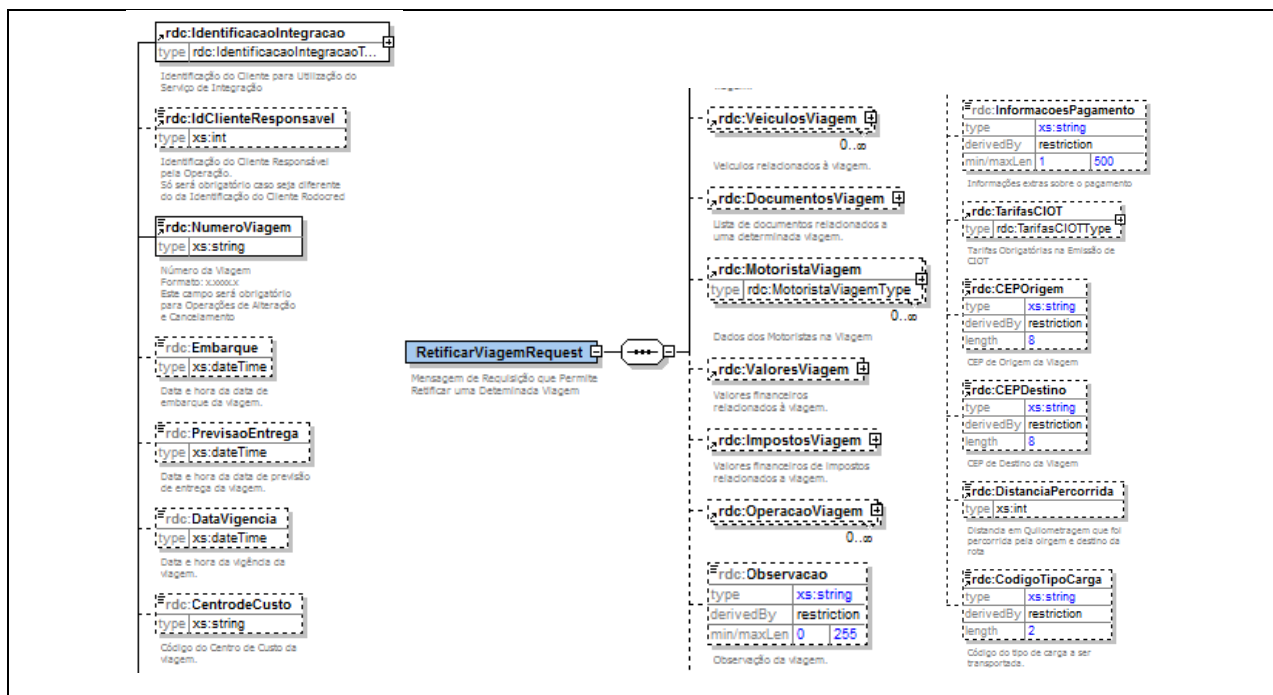 rdc:IdentificacaoIntegracao
type rdc:IdentificacaoIntegracaoT...
Identificação do Cliente para Utilização do
Serviço de Integração
rdc:IdClienteResponsavel
type xs:int
Identificação do Cliente Responsável
pela Operação.
Só será obrigatório caso seja diferente
do da Identificação do Cliente Rodocred
rdc:NumeroViagem
type xs:string
Número da Viagem
Formato: x.xxxx.x
Este campo será obrigatório
para Operações de Alteração
e Cancelamento
rdc:Embarque
type xs:dateTime
Data e hora da data de
embarque da viagem.
rdc:PrevisaoEntrega
type xs:dateTime
Data e hora da data de previsão
de entrega da viagem.
rdc:DataVigencia
type xs:dateTime
Data e hora da vigência da
viagem.
rdc:CentrodeCusto
type xs:string
Código do Centro de Custo da
viagem.
RetificarViagemRequest
Mensagem de Requisição que Permite
Retificar uma Deteminada Viagem
viagem.
rdc:VeiculosViagem
0..∞
Veículos relacionados à viagem.
rdc:DocumentosViagem
Lista de documentos relacionados a
uma determinada viagem.
rdc:MotoristaViagem
type rdc:MotoristaViagemType
0..∞
Dados dos Motoristas na Viagem
rdc:ValoresViagem
Valores financeiros
relacionados à viagem.
rdc:ImpostosViagem
Valores financeiros de impostos
relacionados a viagem.
rdc:OperacaoViagem
0..∞
rdc:Observacao
type xs:string
derivedBy restriction
min/maxLen 0 255
Observação da viagem.
rdc:InformacoesPagamento
type xs:string
derivedBy restriction
min/maxLen 1 500
Informações extras sobre o pagamento
rdc:TarifasCIOT
type rdc:TarifasCIOTType
Tarifas Obrigatórias na Emissão de
CIOT
rdc:CEPOrigem
type xs:string
derivedBy restriction
length 8
CEP de Origem da Viagem
rdc:CEPDestino
type xs:string
derivedBy restriction
length 8
CEP de Destino da Viagem
rdc:DistanciaPercorrida
type xs:int
Distancia em Quilometragem que foi
percorrida pela oirgem e destino da
rota
rdc:CodigoTipoCarga
type xs:string
derivedBy restriction
length 2
Código do tipo de carga a ser
transportada.